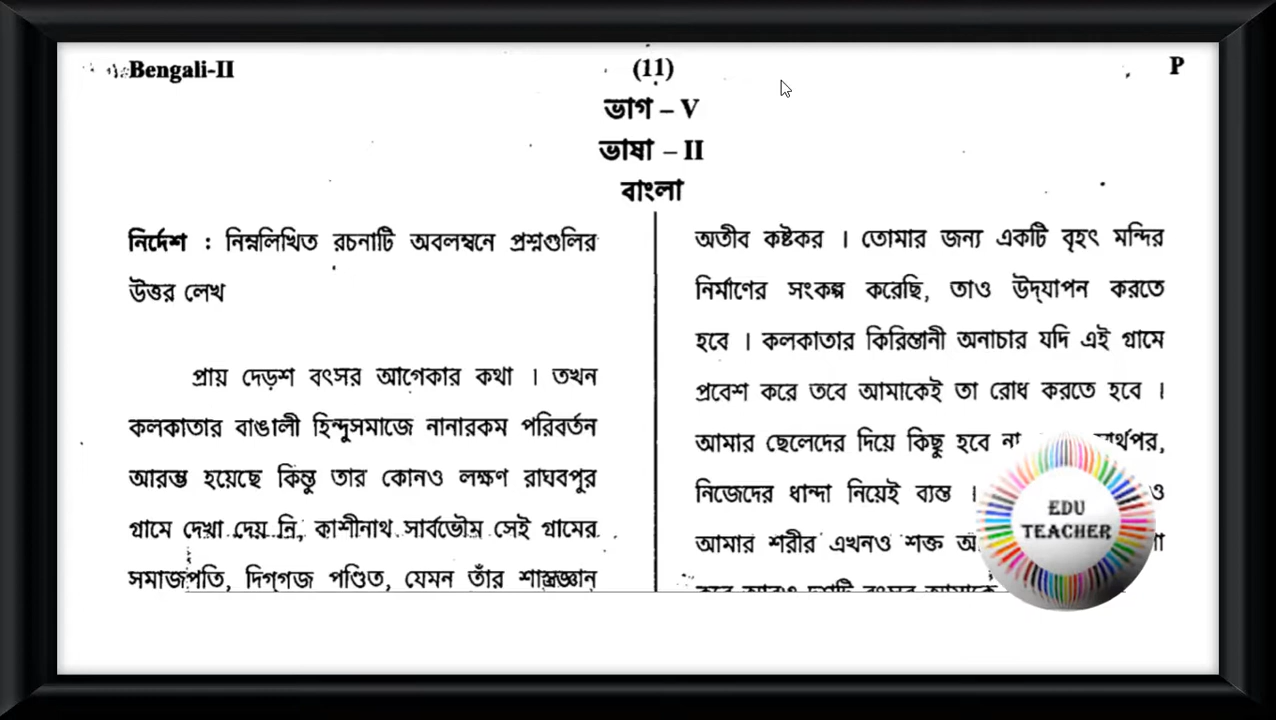 Bengali-II (11) P
ভাগ – V
ভাষা – II
বাংলা
নির্দেশ : নিম্নলিখিত রচনাটি অবলম্বনে প্রশ্নগুলির
উত্তর লেখ
প্রায় দেড়শ বৎসর আগেকার কথা । তখন
কলকাতার বাঙালী হিন্দুসমাজে নানারকম পরিবর্তন
আরম্ভ হয়েছে কিন্তু তার কোনও লক্ষণ রাঘবপুর
গ্রামে দেখা দেয় নি, কাশীনাথ সার্বভৌম সেই গ্রামের
সমাজপতি, দিগ্‌গজ পণ্ডিত, যেমন তাঁর শাস্ত্রজ্ঞান
অতীব কষ্টকর । তোমার জন্য একটি বৃহৎ মন্দির
নির্মাণের সংকল্প করেছি, তাও উদ্‌যাপন করতে
হবে । কলকাতার কিরিস্তানী অনাচার যদি এই গ্রামে
প্রবেশ করে তবে আমাকেই তা রোধ করতে হবে ।
আমার ছেলেদের দিয়ে কিছু হবে না
নিজেদের ধান্দা নিয়েই ব্যস্ত ।
আমার শরীর এখনও শক্ত
EDU
TEACHER